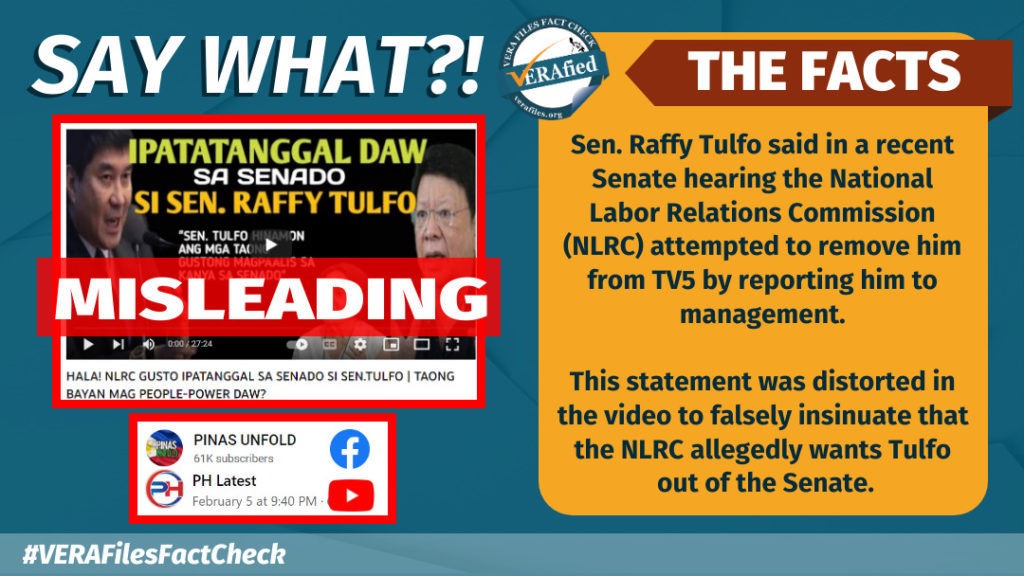 SAY WHAT?!
VERA FILES FACT CHECK
VERAfied
verafiles.org
THE FACTS
IPATATANGGAL DAW
SA SENADO
SI SEN. RAFFY TULFO
"SEN. TULFO HINAMON
ANG MGA TAONG
GUSTONG MAGPAALIS SA
KANYA SA SENADO"
MISLEADING
0:00 / 27:24
HALA! NLRC GUSTO IPATANGGAL SA SENADO SI SEN.TULFO | TAONG
BAYAN MAG PEOPLE-POWER DAW?
PINAS UNFOLD
61K subscribers
PH Latest
February 5 at 9:40 PM ·
Sen. Raffy Tulfo said in a recent
Senate hearing the National
Labor Relations Commission
(NLRC) attempted to remove him
from TV5 by reporting him to
management.
This statement was distorted in
the video to falsely insinuate that
the NLRC allegedly wants Tulfo
out of the Senate.
#VERAFilesFactCheck